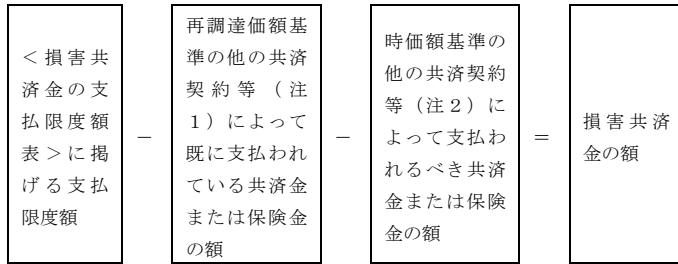 ＜損害共
済金の支
払限度額
表＞に掲
げる支払
限度額
－
再調達価額基
準の他の共済
契約等（注
１）によって
既に支払われ
ている共済金
または保険金
の額
－
時価額基準の
他の共済契約
等（注２）に
よって支払わ
れるべき共済
金または保険
金の額
＝
損害共済
金の額